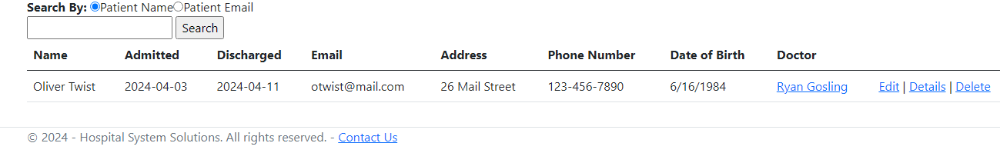 Search By: Patient Name Patient Email
Search
Name Admitted Discharged Email Address Phone Number Date of Birth Doctor
Oliver Twist 2024-04-03 2024-04-11 otwist@mail.com 26 Mail Street 123-456-7890 6/16/1984 Ryan Gosling Edit | Details | Delete
© 2024 - Hospital System Solutions. All rights reserved. - Contact Us